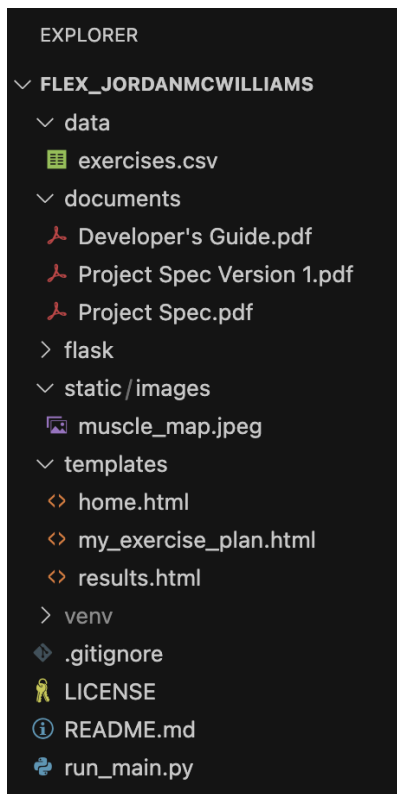 EXPLORER
FLEX_JORDANMCWILLIAMS
data
exercises.csv
documents
Developer's Guide.pdf
Project Spec Version 1.pdf
Project Spec.pdf
flask
static/images
muscle_map.jpeg
templates
home.html
my_exercise_plan.html
results.html
venv
.gitignore
LICENSE
README.md
run_main.py